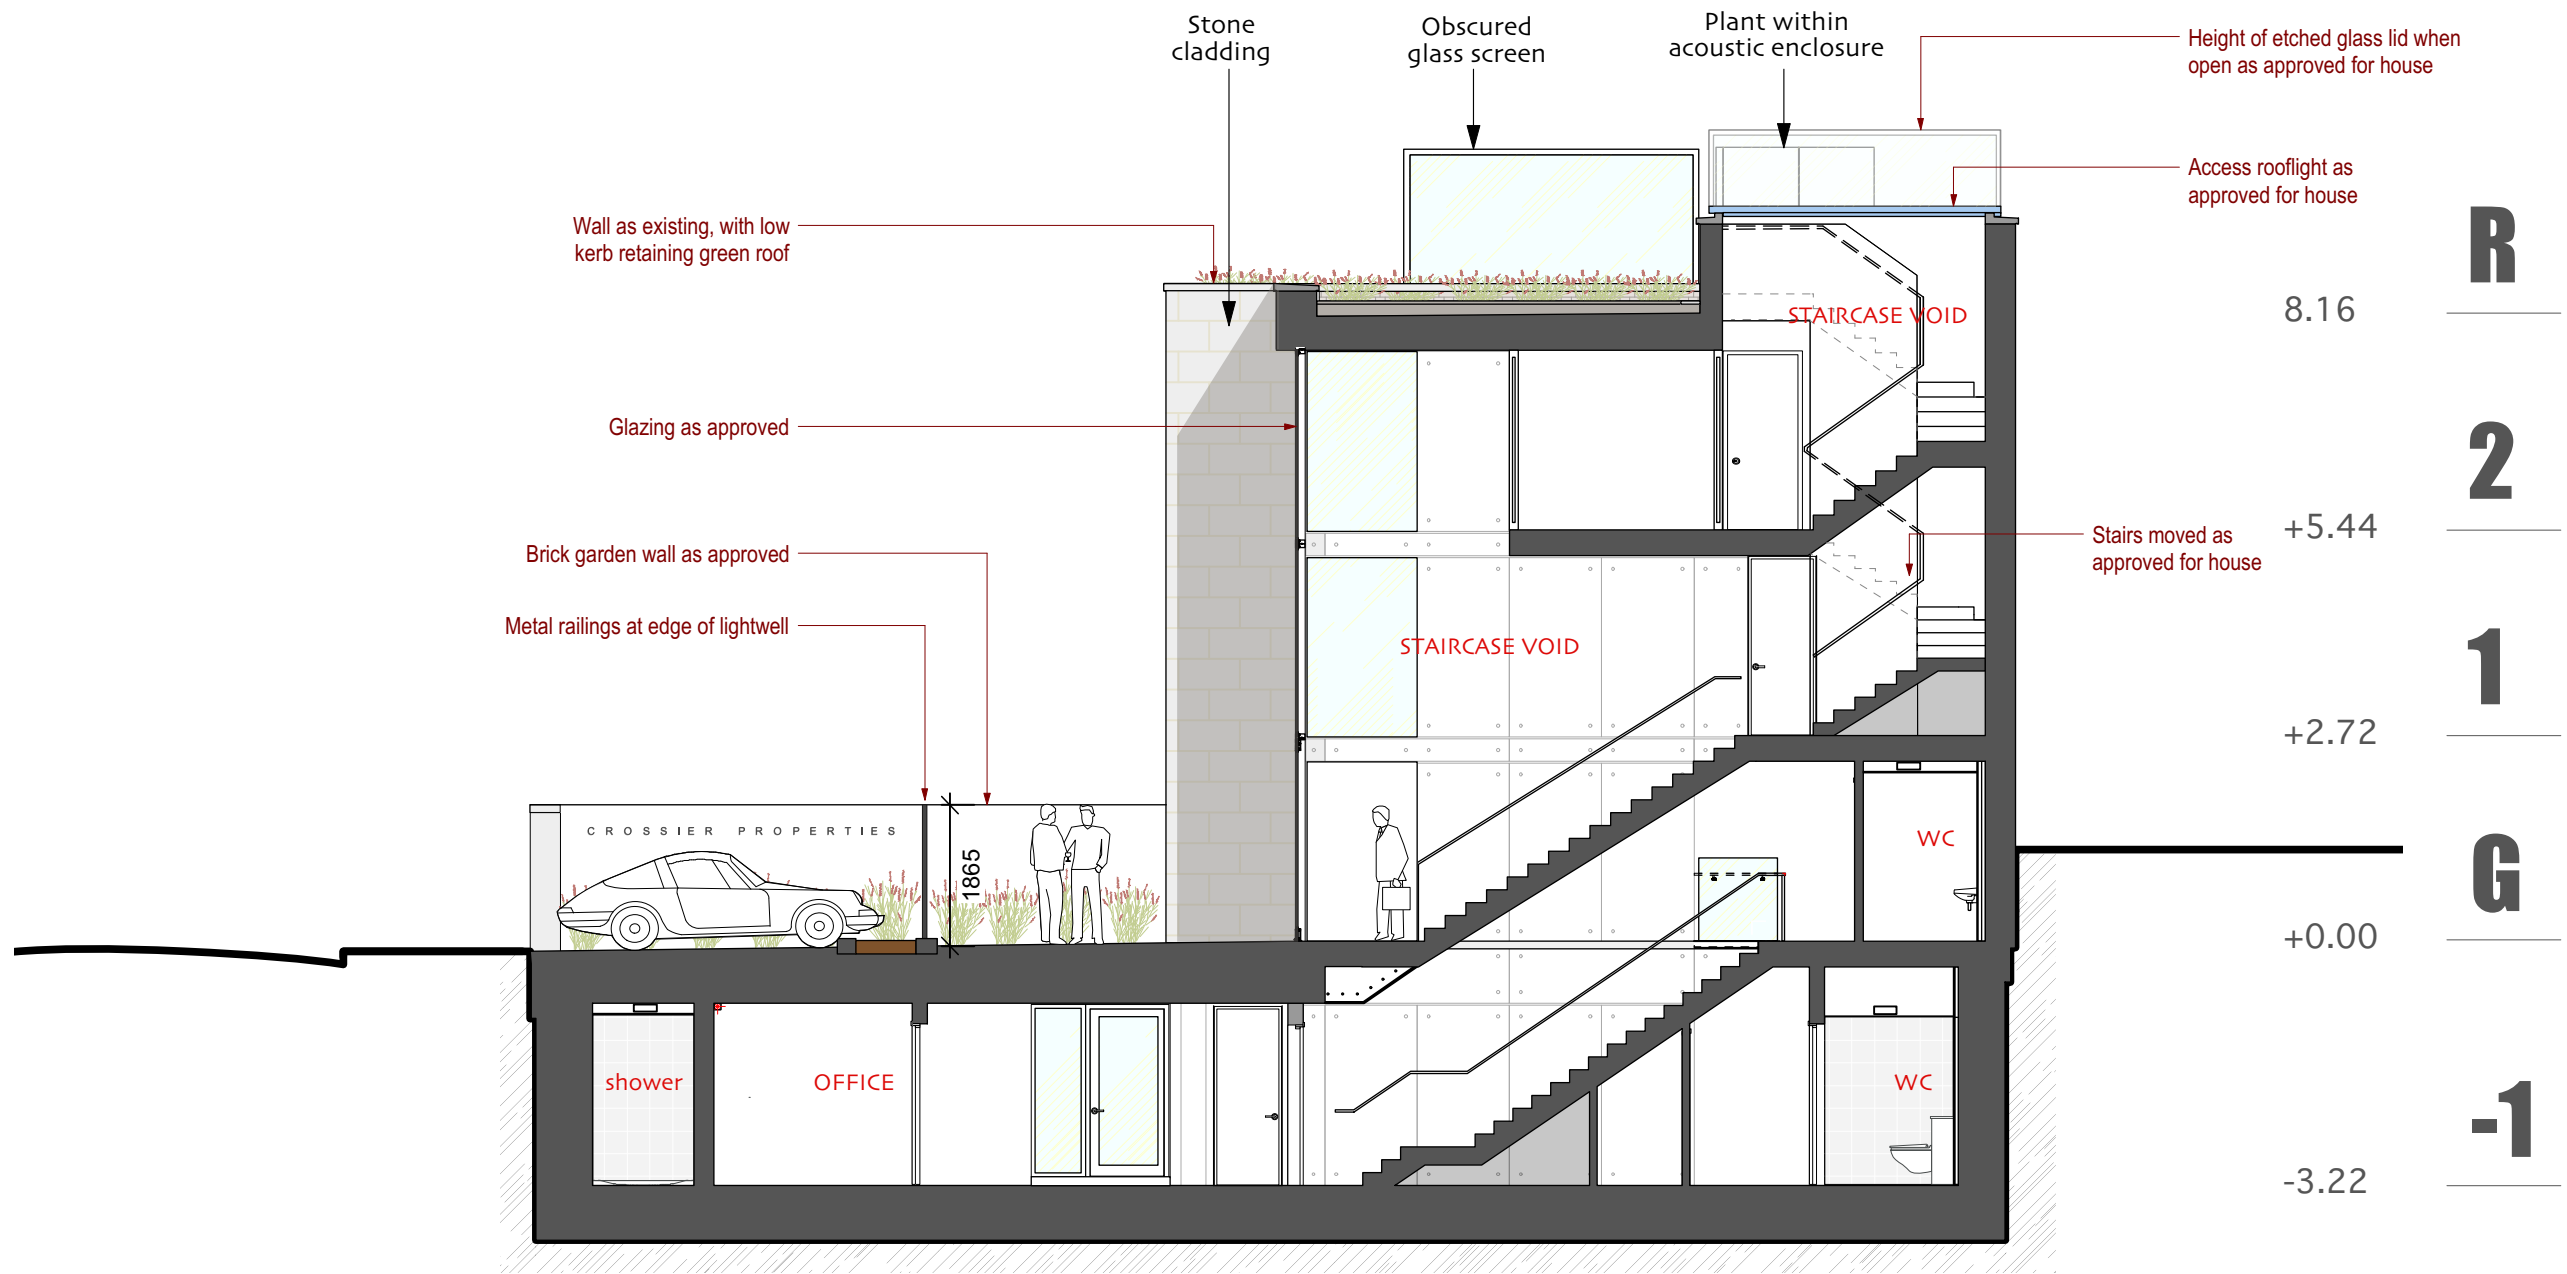 Stone
cladding
Obscured
glass screen
Plant within
acoustic enclosure
Height of etched glass lid when
open as approved for house
Access rooflight as
approved for house
Wall as existing, with low
kerb retaining green roof
R
8.16
STAIRCASE VOID
Glazing as approved
2
+5.44
Stairs moved as
approved for house
Brick garden wall as approved
Metal railings at edge of lightwell
STAIRCASE VOID
1
+2.72
CROSSIER PROPERTIES
1865
WC
G
+0.00
shower
OFFICE
WC
-1
-3.22